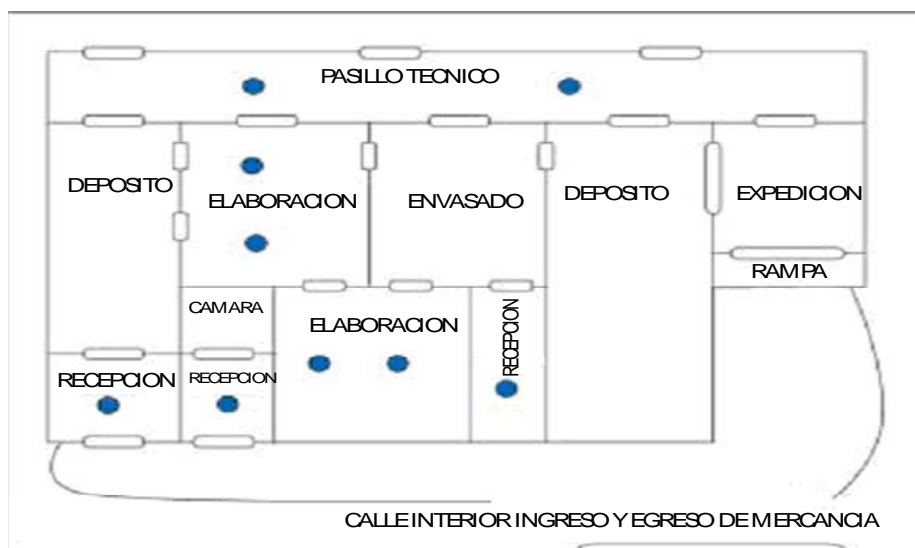 PASILLO TECNICO
DEPOSITO
ELABORACION
ENVASADO
DEPOSITO
EXPEDICION
RAMPA
CAMARA
ELABORACION
RECEPCION
RECEPCION
RECEPCION
CALLE INTERIOR INGRESO Y EGRESO DE MERCANCIA